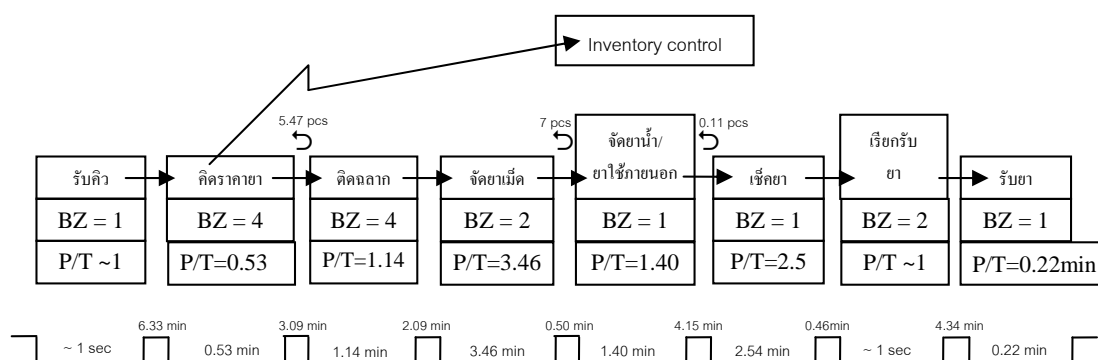 Inventory control
5.47 pcs
7 pcs
0.11 pcs
รับคิว
คิดราคายา
ติดฉลาก
จัดยาเม็ด
จัดยาน้ำ/
ยาใช้ภายนอก
เช็คยา
เรียกรับ
ยา
รับยา
BZ = 1
BZ = 4
BZ = 4
BZ = 2
BZ = 1
BZ = 1
BZ = 2
BZ = 1
P/T ~1
P/T=0.53
P/T=1.14
P/T=3.46
P/T=1.40
P/T=2.5
P/T ~1
P/T=0.22min
6.33 min
3.09 min
2.09 min
0.50 min
4.15 min
0.46min
4.34 min
~ 1 sec
0.53 min
1.14 min
3.46 min
1.40 min
2.54 min
~ 1 sec
0.22 min